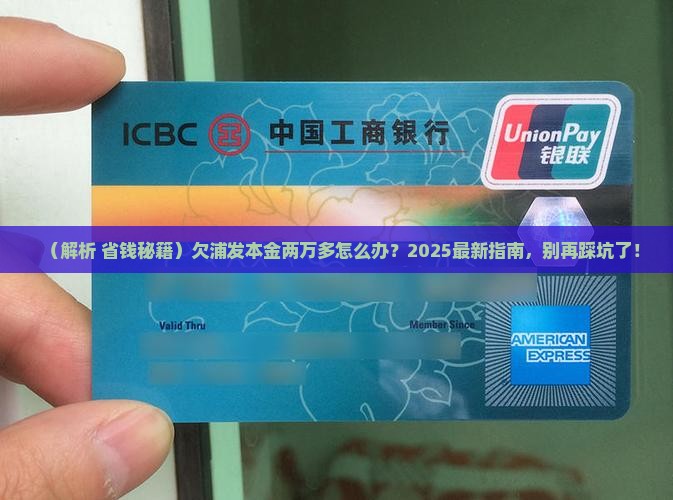 ICBC 中国工商银行
UnionPay
银联
（解析 省钱秘籍）欠浦发本金两万多怎么办？2025最新指南，别再踩坑了！
Valid Thru Member Since
AMERICAN
EXPRESS